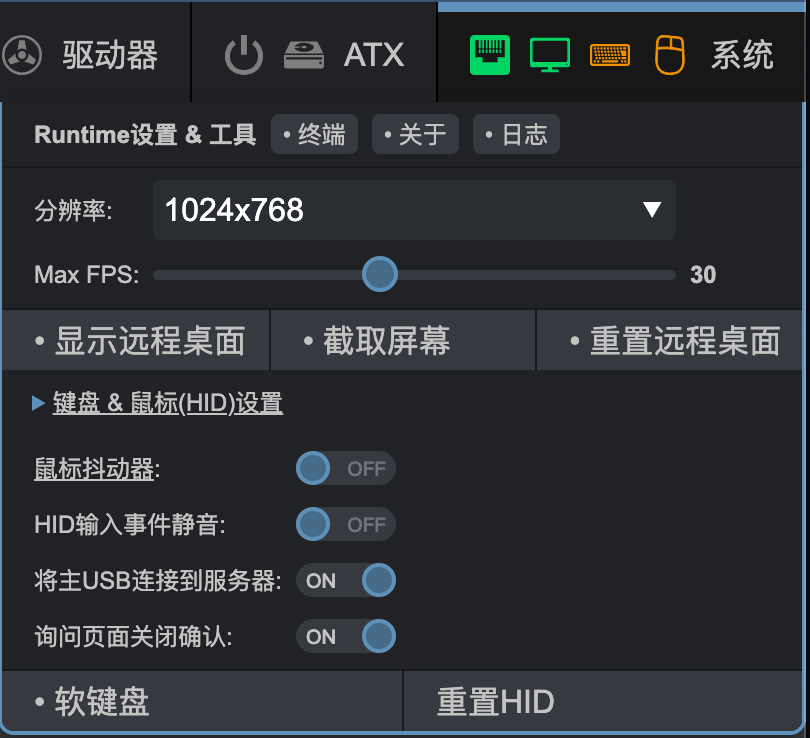 驱动器 ATX 系统
Runtime设置 & 工具 • 终端 • 关于 • 日志
分辨率: 1024x768
Max FPS: 30
• 显示远程桌面 • 截取屏幕 • 重置远程桌面
键盘 & 鼠标(HID)设置
鼠标抖动器: OFF
HID输入事件静音: OFF
将主USB连接到服务器: ON
询问页面关闭确认: ON
• 软键盘 重置HID